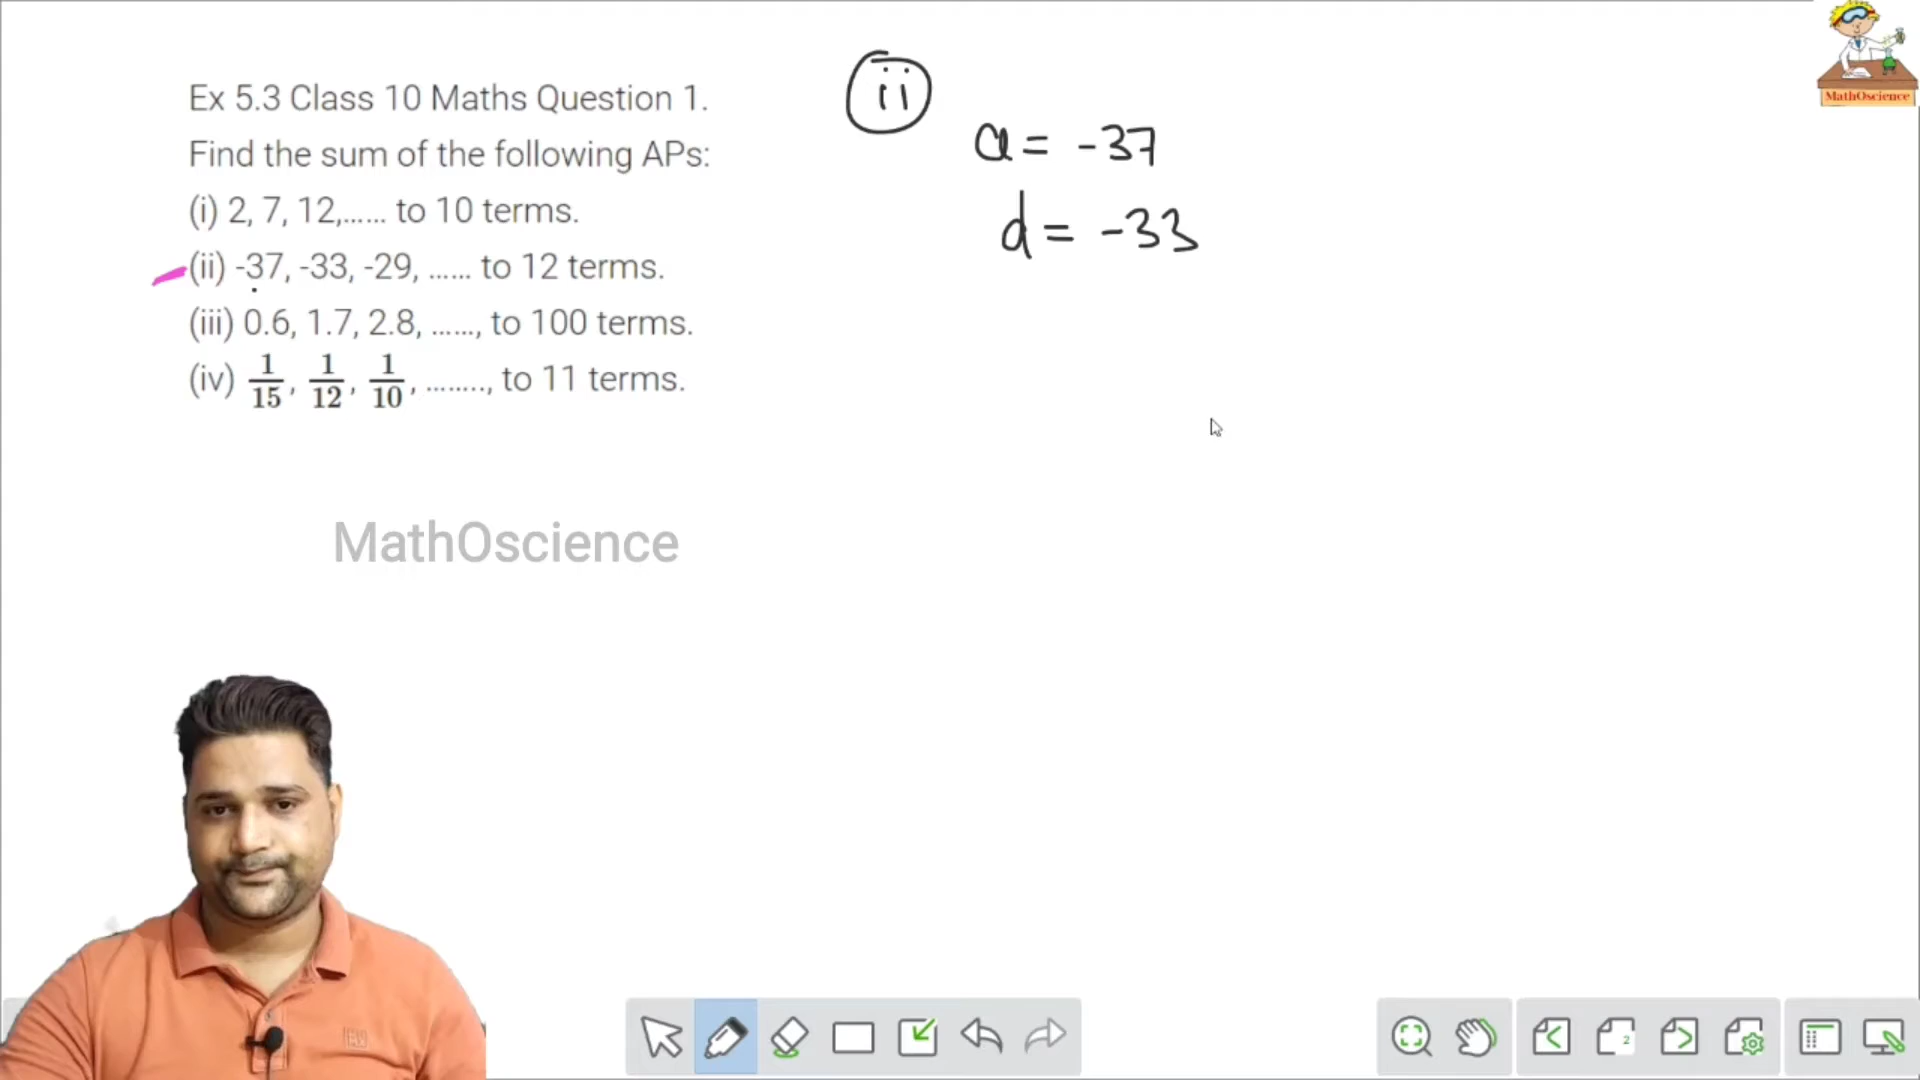 Ex 5.3 Class 10 Maths Question 1.
Find the sum of the following APs:
(i) 2, 7, 12,…… to 10 terms.
(ii) -37, -33, -29, …… to 12 terms.
(iii) 0.6, 1.7, 2.8, ……, to 100 terms.
(iv) 1/15, 1/12, 1/10, …….., to 11 terms.
ii
a = -37
d = -33
MathOscience
MathOscience
2